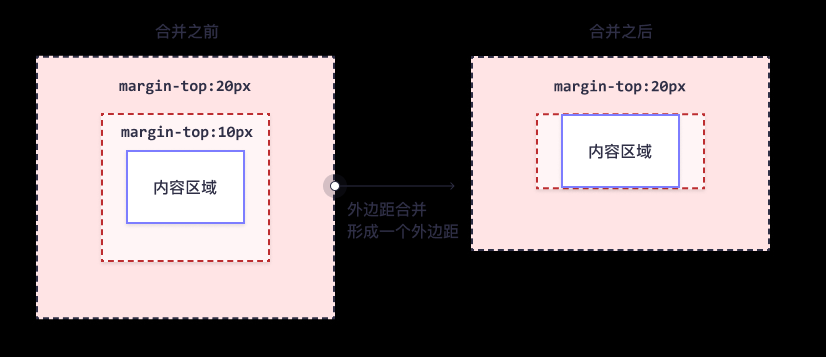 合并之前
合并之后
margin-top:20px
margin-top:10px
内容区域
外边距合并
形成一个外边距
margin-top:20px
内容区域